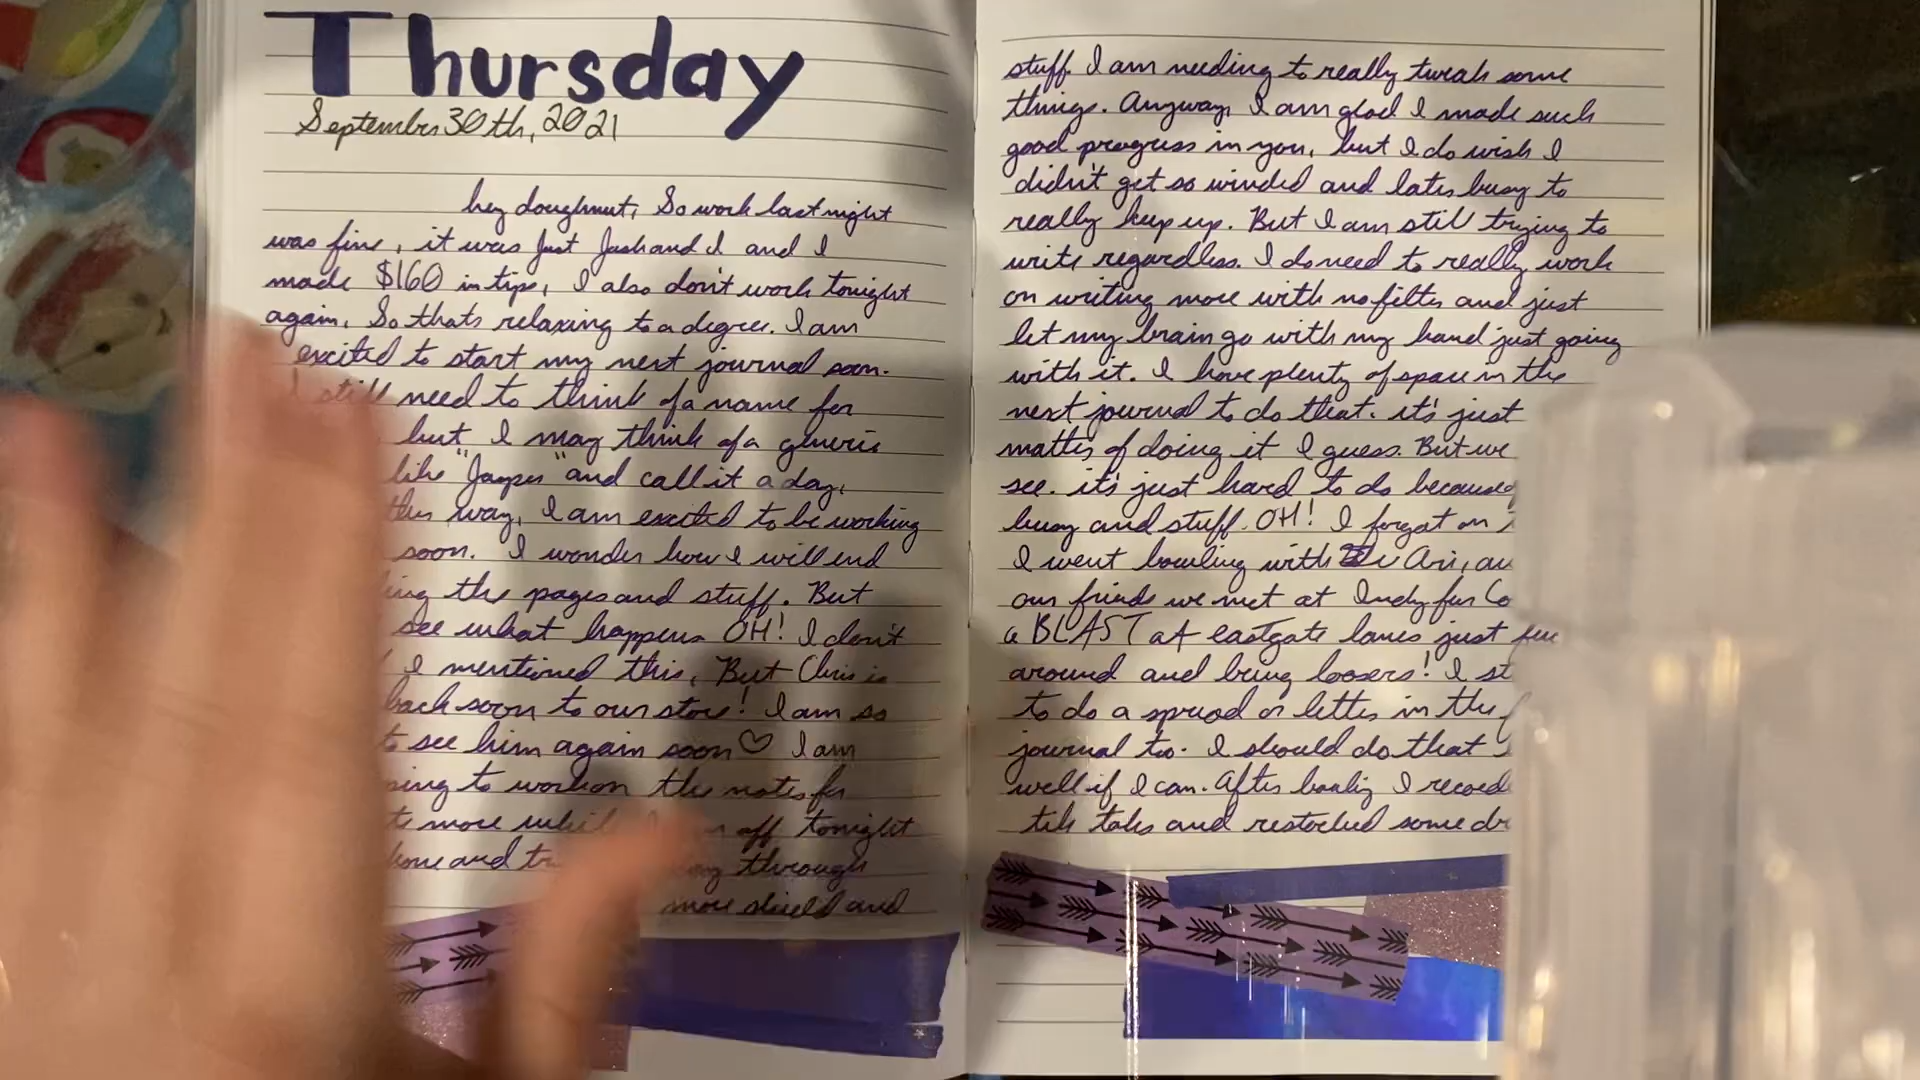 Thursday
September 30th, 2021
hey doughnut, So work last night
was fine, it was just Josh and I and I
made $160 in tips, I also don't work tonight
again, So thats relaxing to a degree. I am
excited to start my next journal soon.
I still need to think of a name for
but I may think of a generic
like "Jasper" and call it a day,
this way, I am excited to be working
soon. I wonder how I will end
the pages and stuff. But
see what happens OH! I don't
I mentioned this, But Chris is
back soon to our store! I am so
to see him again soon♡ I am
to work on the notes for
more off tonight
and through
more and
stuff. I am needing to really tweak some
things. Anyway, I am glad I made such
good progress in you, but I do wish I
didn't get so winded and later busy to
really keep up. But I am still trying to
write regardless. I do need to really work
on writing more with no filter and just
let my brain go with my hand just going
with it. I have plenty of space in the
next journal to do that. it's just
matter of doing it I guess. But we
see. it's just hard to do because
busy and stuff. OH! I forgot on
I went bowling with Ari,
our friends we met at Indy fur Co
a BLAST at eastgate lanes just
around and being loosers! I
to do a spread or letter in the
journal too. I should do that
well if I can. After bowling I
tik toks and restocked some